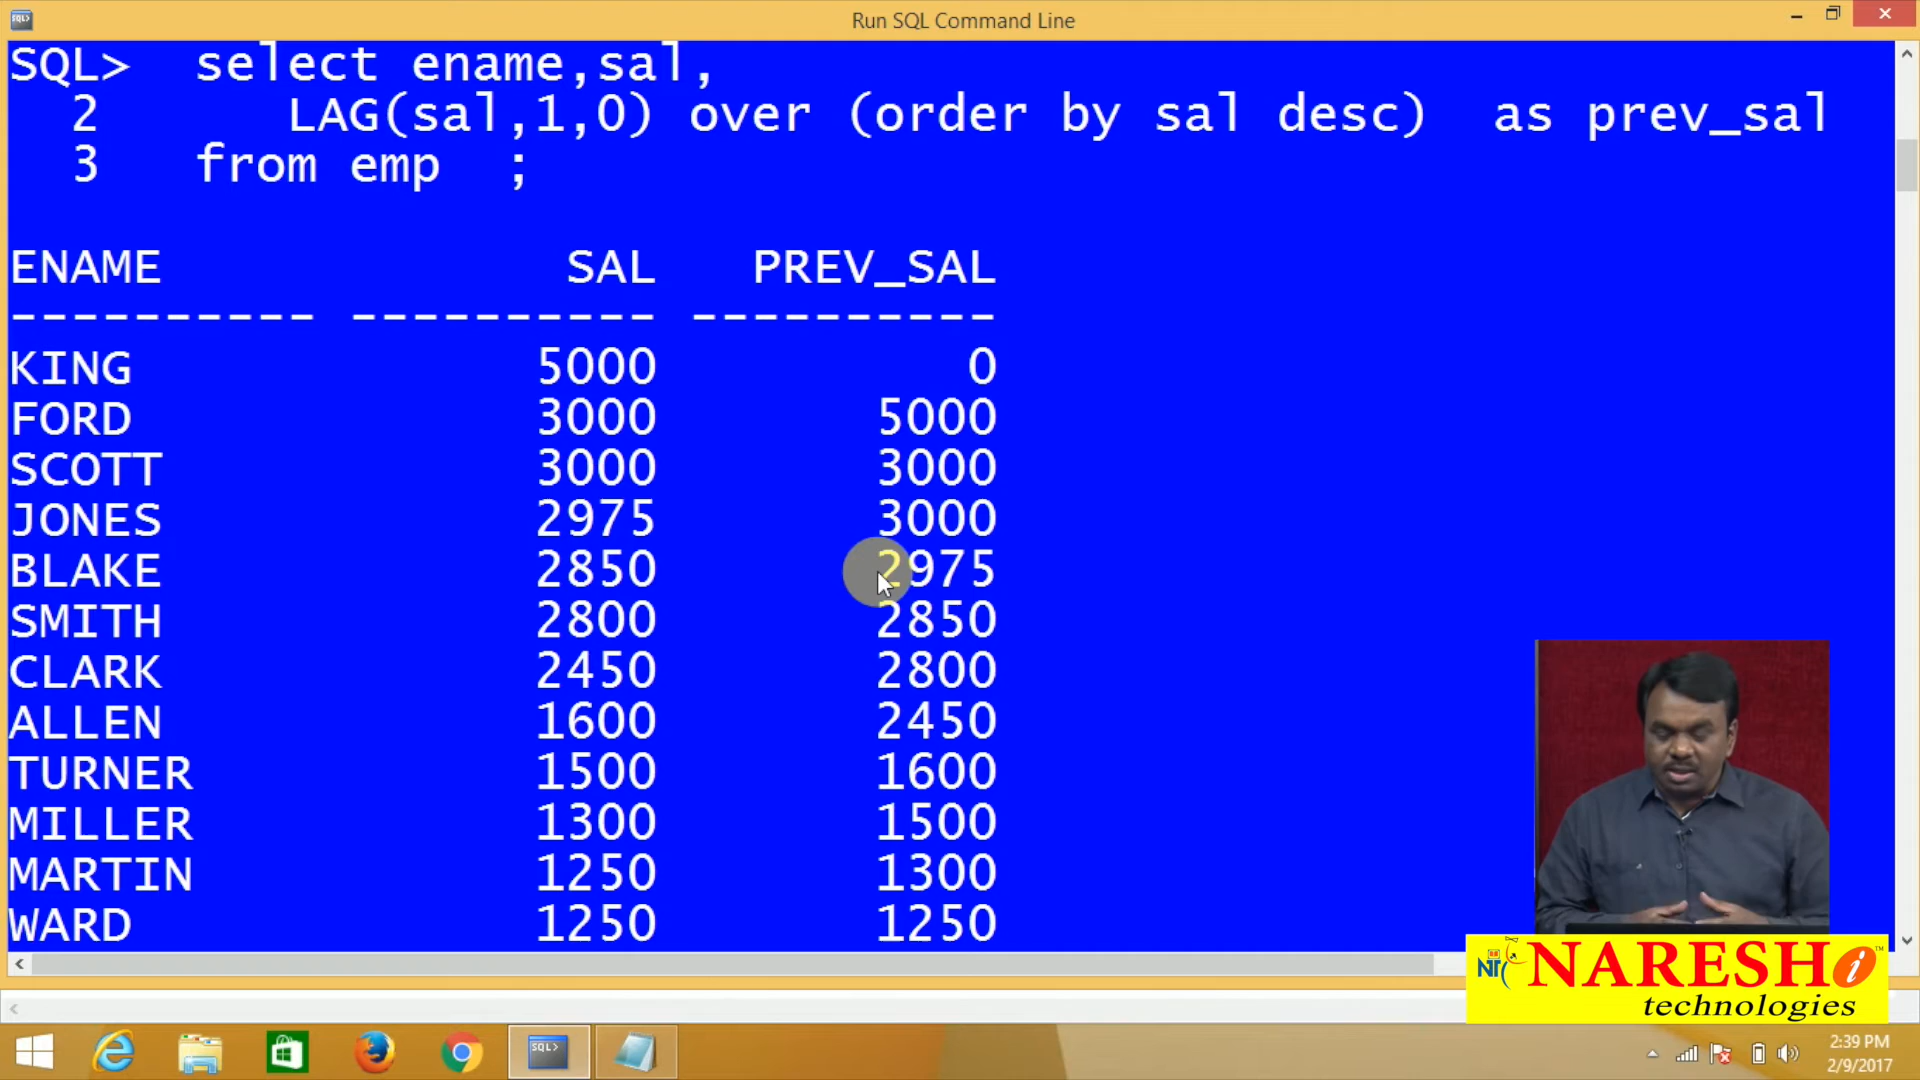 Run SQL Command Line
SQL> select ename,sal,
2 LAG(sal,1,0) over (order by sal desc) as prev_sal
3 from emp ;
ENAME SAL PREV_SAL
---------- ---------- ----------
KING 5000 0
FORD 3000 5000
SCOTT 3000 3000
JONES 2975 3000
BLAKE 2850 2975
SMITH 2800 2850
CLARK 2450 2800
ALLEN 1600 2450
TURNER 1500 1600
MILLER 1300 1500
MARTIN 1250 1300
WARD 1250 1250
NARESH i ™
technologies
SQL>
2:39 PM
2/9/2017